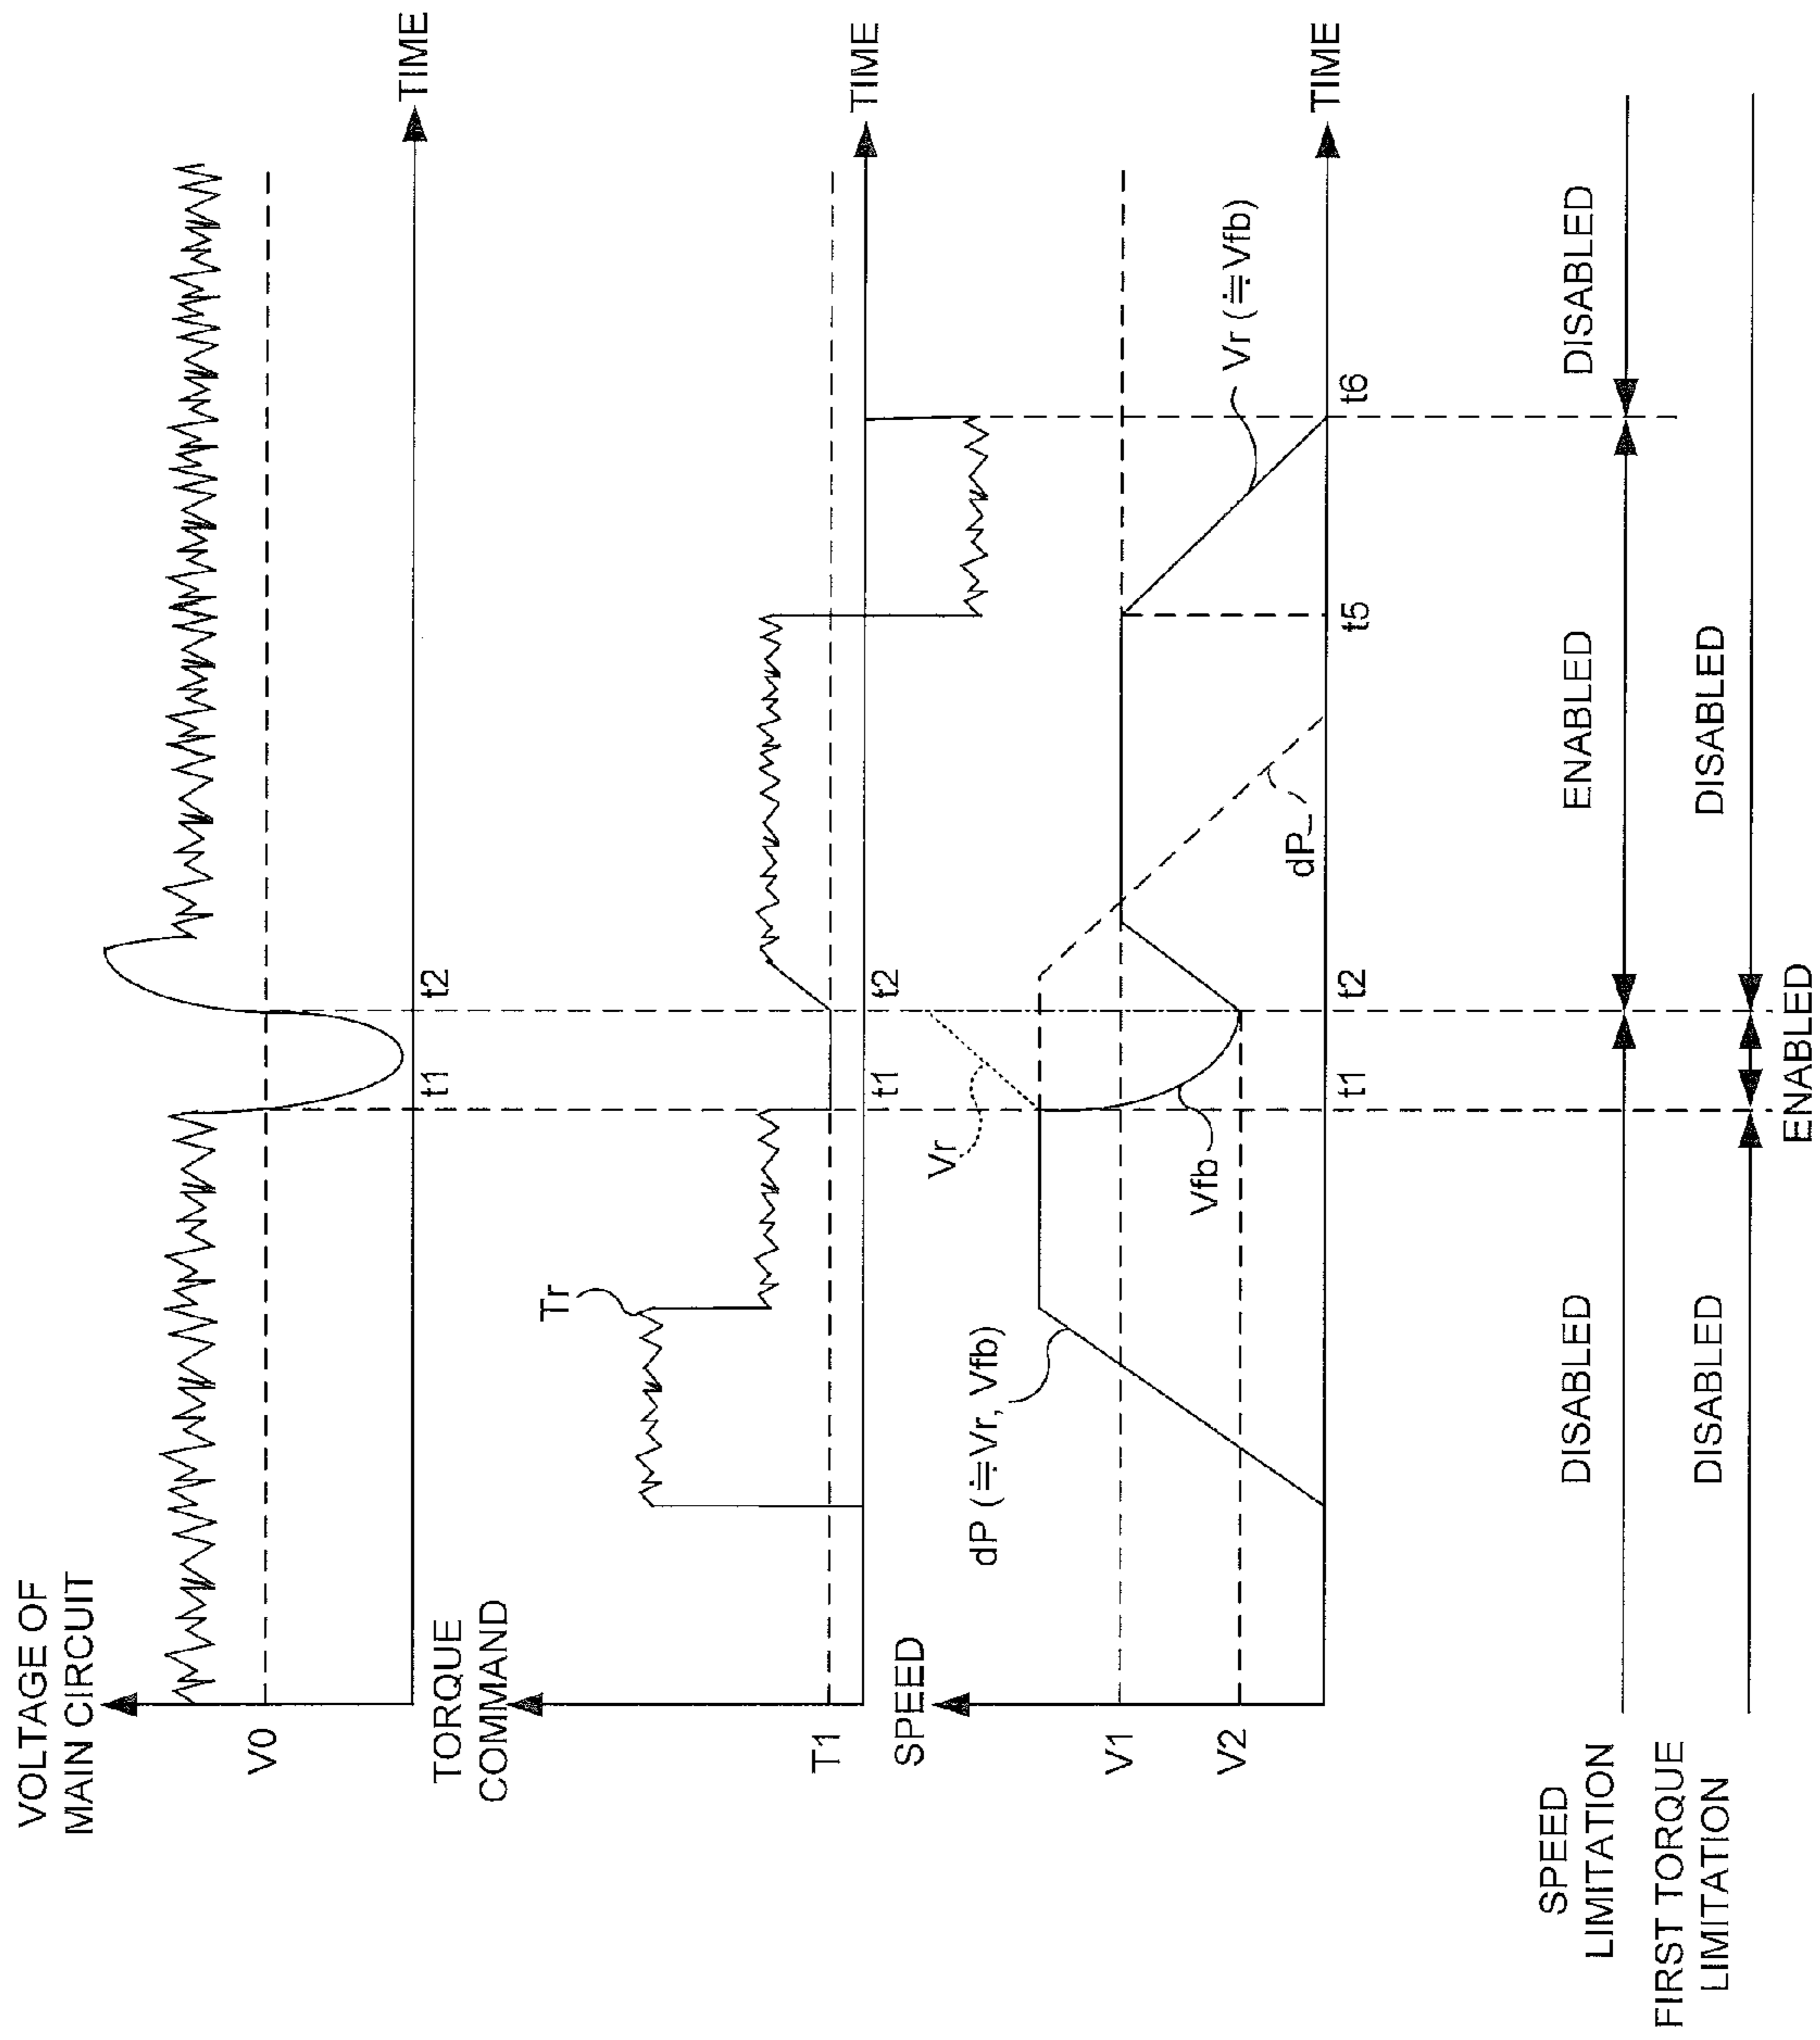 VOLTAGE OF
MAIN CIRCUIT
V0
t1
t2
TIME
TORQUE
COMMAND
Tr
T1
t1
t2
TIME
SPEED
dP (≒Vr, Vfb)
Vr
Vfb
dP
Vr (≒Vfb)
V1
V2
t1
t2
t5
t6
TIME
SPEED
LIMITATION
DISABLED
ENABLED
DISABLED
FIRST TORQUE
LIMITATION
DISABLED
ENABLED
DISABLED